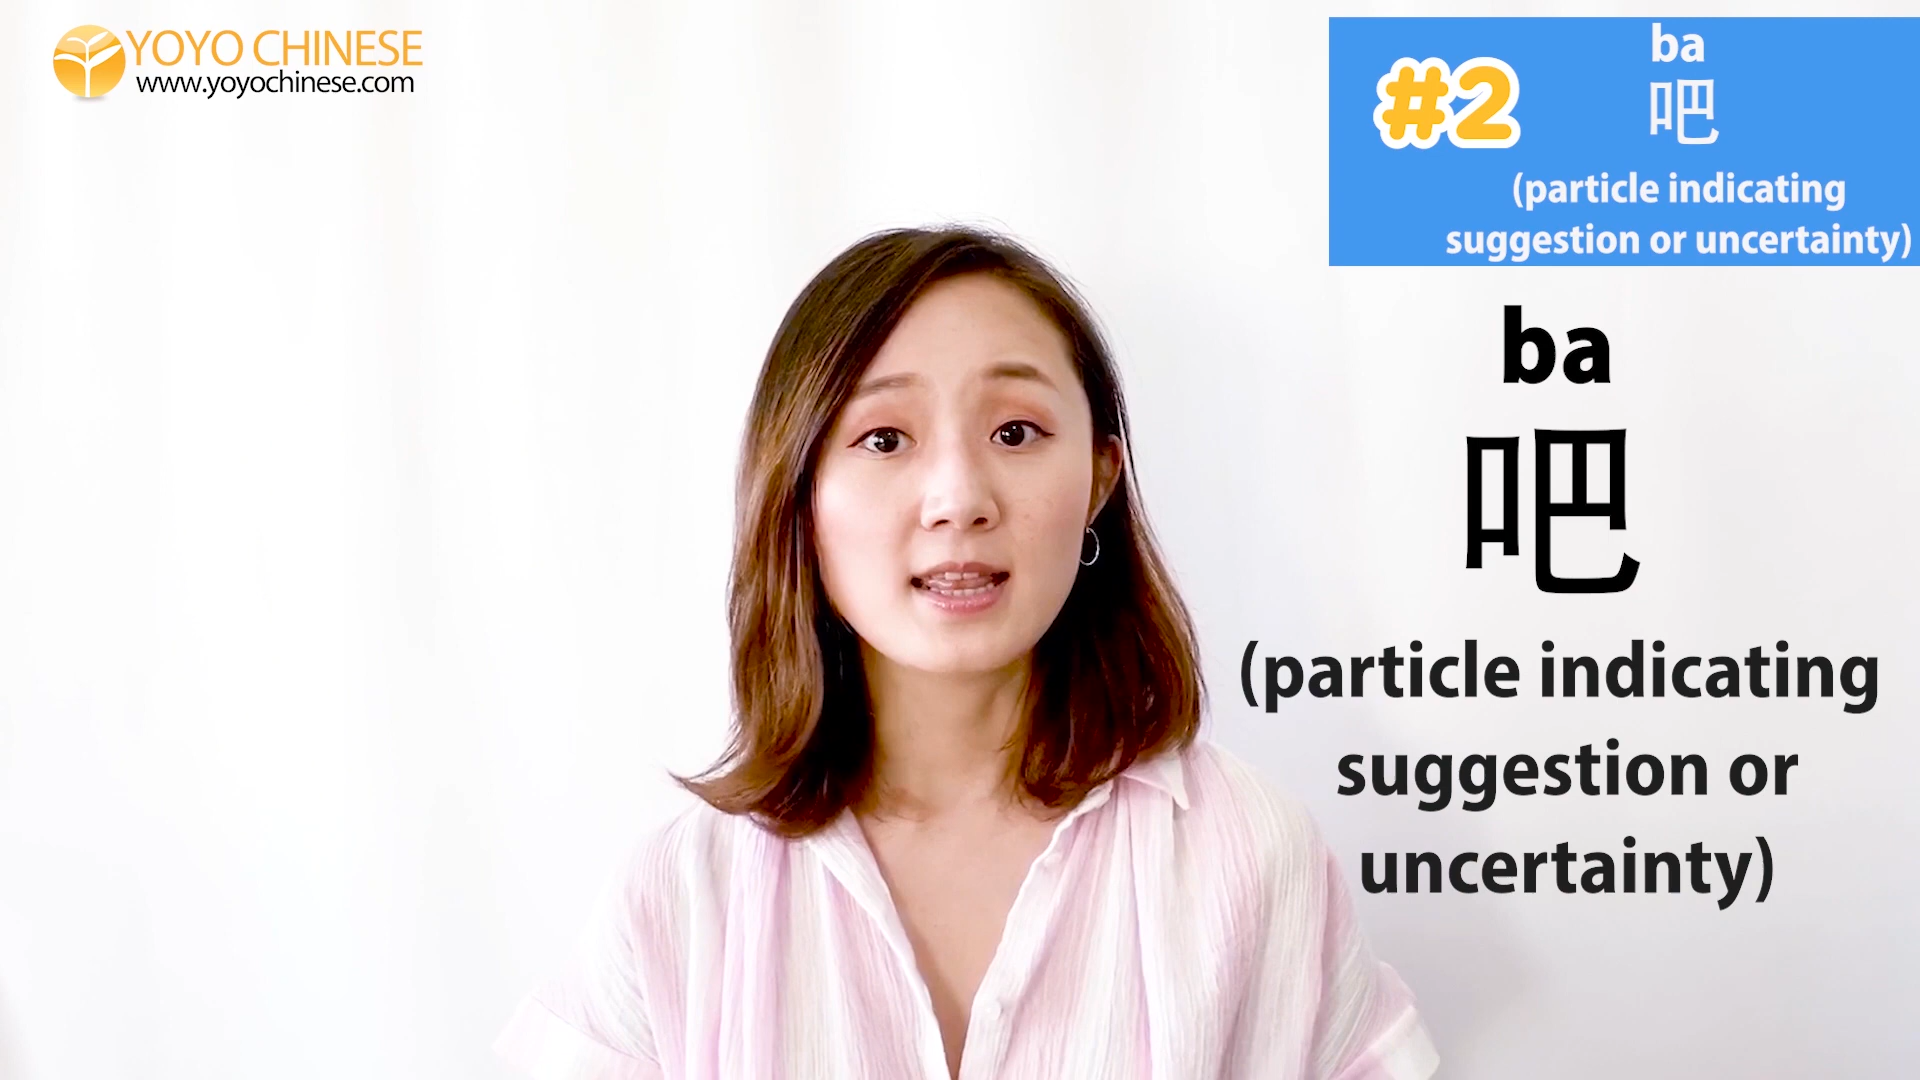 YOYO CHINESE
www.yoyochinese.com
#2
ba
吧
(particle indicating
suggestion or uncertainty)
ba
吧
(particle indicating
suggestion or
uncertainty)